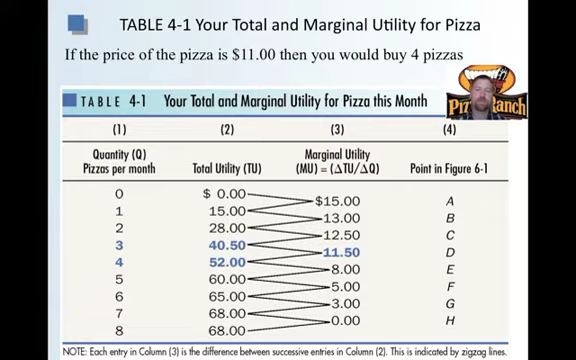 TABLE 4-1 Your Total and Marginal Utility for Pizza
If the price of the pizza is $11.00 then you would buy 4 pizzas
TABLE 4-1 Your Total and Marginal Utility for Pizza this Month
(1) (2) (3) (4)
Quantity (Q) Marginal Utility
Pizzas per month Total Utility (TU) (MU) = (ΔTU/ΔQ) Point in Figure 6-1
0 $ 0.00
$15.00 A
1 15.00
13.00 B
2 28.00
12.50 C
3 40.50
11.50 D
4 52.00
8.00 E
5 60.00
5.00 F
6 65.00
3.00 G
7 68.00
0.00 H
8 68.00
NOTE: Each entry in Column (3) is the difference between successive entries in Column (2). This is indicated by zigzag lines.